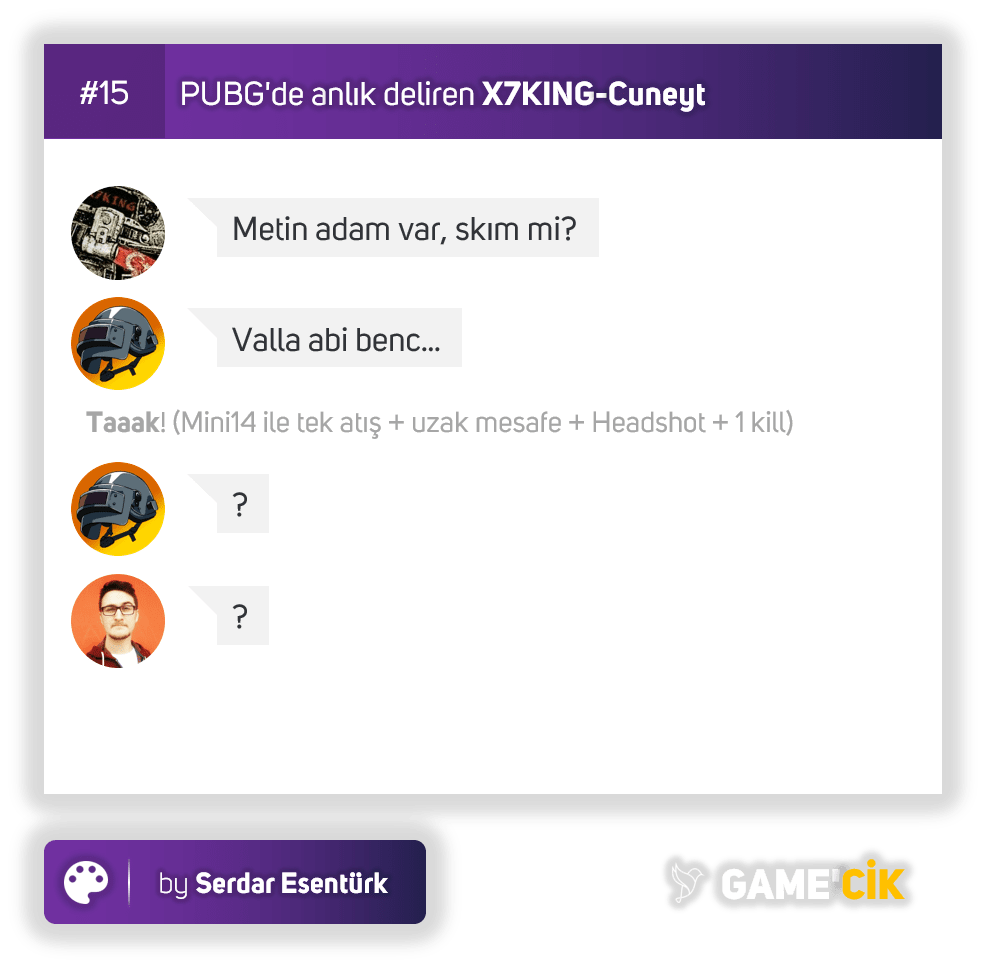 #15
PUBG'de anlık deliren X7KING-Cuneyt
X7KING
Metin adam var, skım mi?
Valla abi benc...
Taaak! (Mini14 ile tek atış + uzak mesafe + Headshot + 1 kill)
?
?
by Serdar Esentürk
GAME'CİK